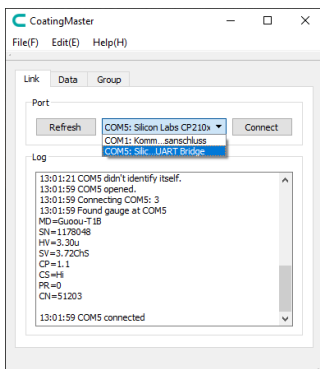 CoatingMaster
File(F) Edit(E) Help(H)
Link Data Group
Port
Refresh COM5: Silicon Labs CP210x Connect
COM1: Komm...sanschluss
COM5: Silic...UART Bridge
Log
13:01:21 COM5 didn't identify itself.
13:01:59 COM5 opened.
13:01:59 Connecting COM5: 3
13:01:59 Found gauge at COM5
MD=Guoou-T1B
SN=1178048
HV=3.30u
SV=3.72ChS
CP=1.1
CS=Hi
PR=0
CN=51203
13:01:59 COM5 connected